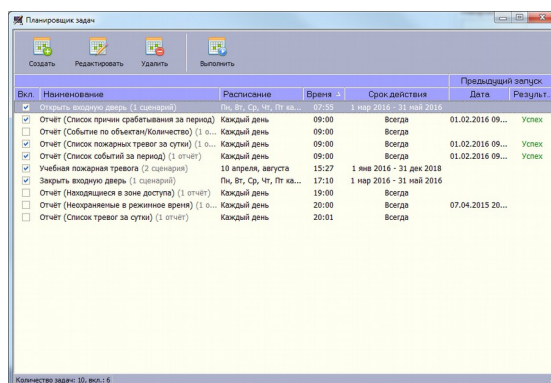 Планировщик задач
Создать Редактировать Удалить Выполнить
Предыдущий запуск
Вкл. Наименование Расписание Время Срок действия Дата Результ...
Открыть входную дверь (1 сценарий) Пн, Вт, Ср, Чт, Пт ка... 07:55 1 мар 2016 - 31 май 2016
Отчёт (Список причин срабатывания за период) Каждый день 09:00 Всегда 01.02.2016 09... Успех
Отчёт (Событие по объектам/Количество) (1 о... Каждый день 09:00 Всегда
Отчёт (Список пожарных тревог за сутки) (1 о... Каждый день 09:00 Всегда 01.02.2016 09... Успех
Отчёт (Список событий за период) (1 отчёт) Каждый день 09:00 Всегда 01.02.2016 09... Успех
Учебная пожарная тревога (2 сценария) 10 апреля, августа 15:27 1 янв 2016 - 31 дек 2018
Закрыть входную дверь (1 сценарий) Пн, Вт, Ср, Чт, Пт ка... 17:10 1 мар 2016 - 31 май 2016
Отчёт (Находящиеся в зоне доступа) (1 отчёт) Каждый день 19:00 Всегда
Отчёт (Неохраняемые в режимное время) (1 о... Каждый день 20:00 Всегда 07.04.2015 20...
Отчёт (Список тревог за сутки) (1 отчёт) Каждый день 20:01 Всегда
Количество задач: 10, вкл.: 6